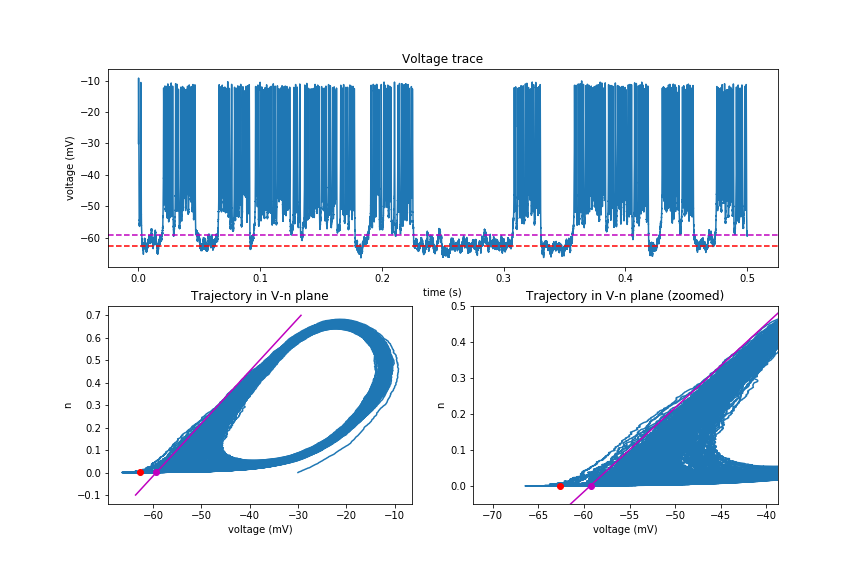 Voltage trace
−10
−20
−30
−40
−50
−60
voltage (mV)
0.0 0.1 0.2 0.3 0.4 0.5
time (s)
Trajectory in V-n plane
0.7
0.6
0.5
0.4
0.3
0.2
0.1
0.0
−0.1
n
−60 −50 −40 −30 −20 −10
voltage (mV)
Trajectory in V-n plane (zoomed)
0.5
0.4
0.3
0.2
0.1
0.0
n
−70 −65 −60 −55 −50 −45 −40
voltage (mV)